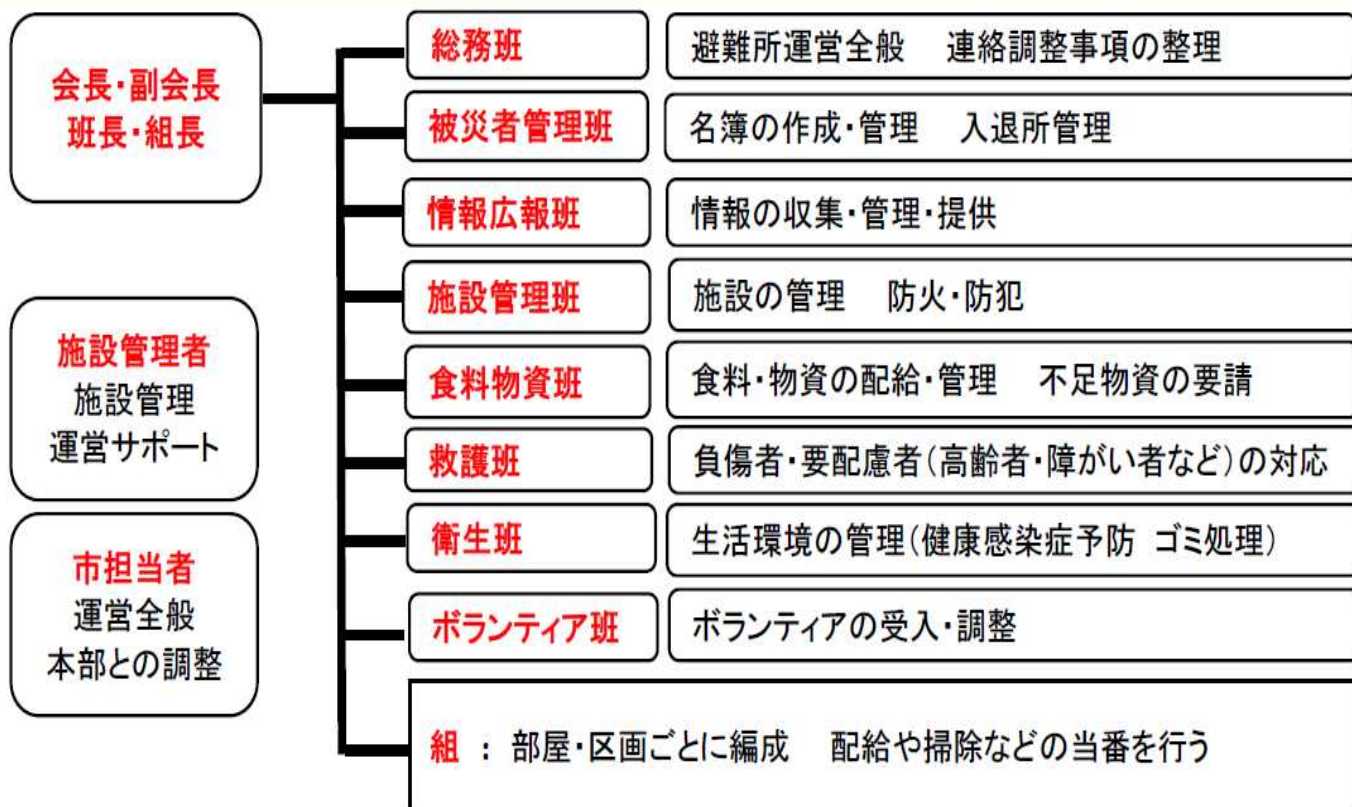 会長・副会長
班長・組長
施設管理者
施設管理
運営サポート
市担当者
運営全般
本部との調整
総務班 避難所運営全般 連絡調整事項の整理
被災者管理班 名簿の作成・管理 入退所管理
情報広報班 情報の収集・管理・提供
施設管理班 施設の管理 防火・防犯
食料物資班 食料・物資の配給・管理 不足物資の要請
救護班 負傷者・要配慮者(高齢者・障がい者など)の対応
衛生班 生活環境の管理(健康感染症予防 ゴミ処理)
ボランティア班 ボランティアの受入・調整
組 : 部屋・区画ごとに編成 配給や掃除などの当番を行う